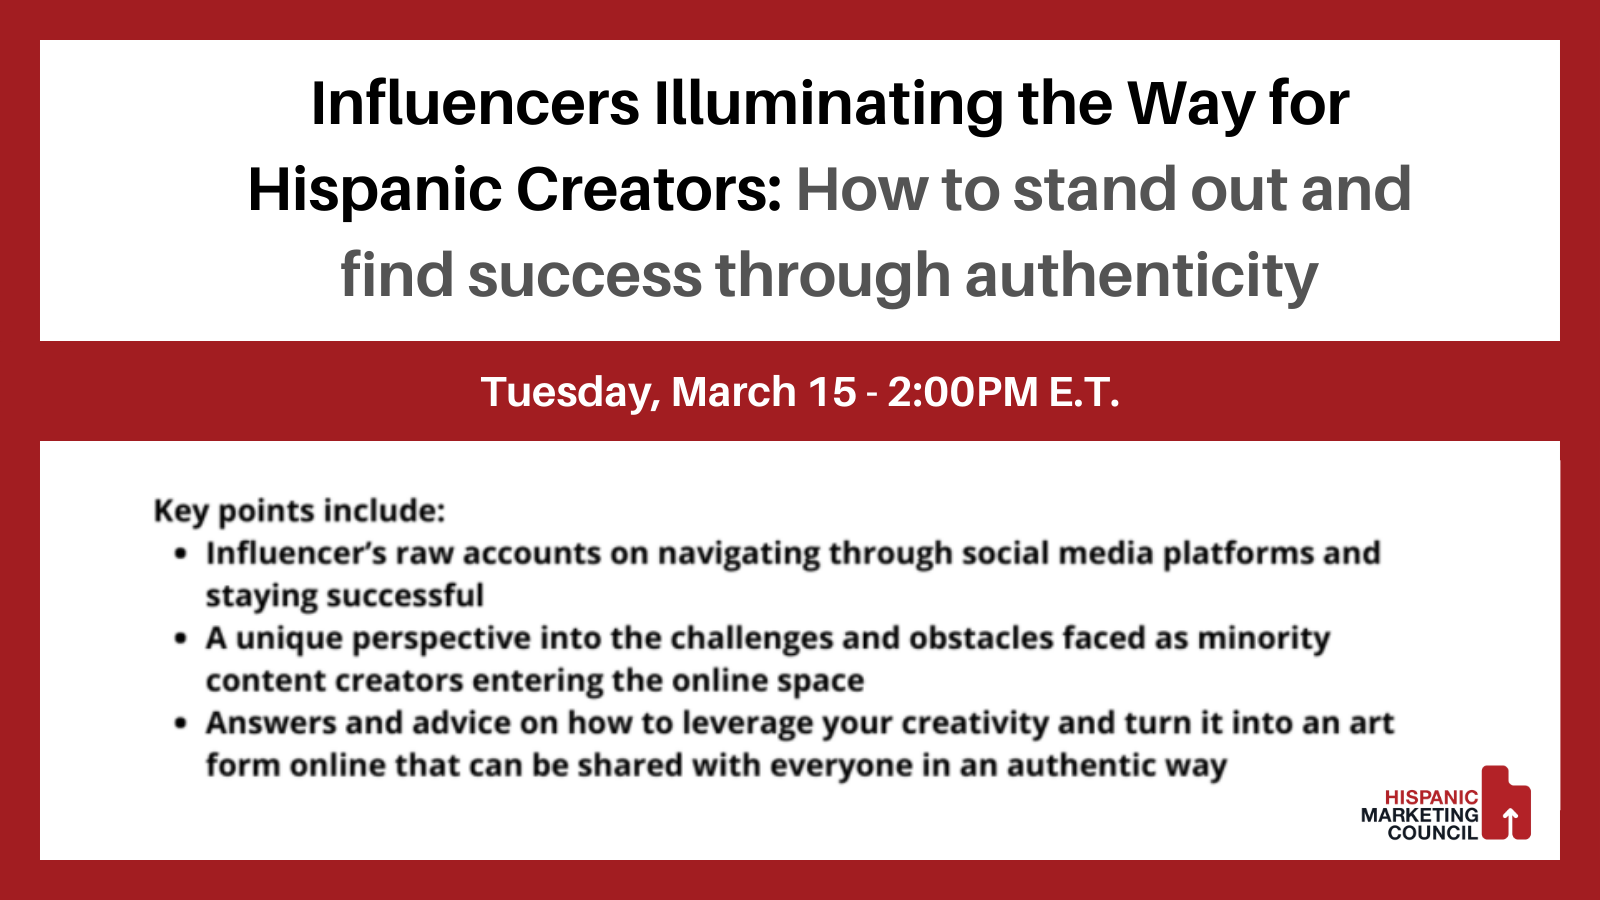 Influencers Illuminating the Way for
Hispanic Creators: How to stand out and
find success through authenticity
Tuesday, March 15 - 2:00PM E.T.
Key points include:
• Influencer’s raw accounts on navigating through social media platforms and
staying successful
• A unique perspective into the challenges and obstacles faced as minority
content creators entering the online space
• Answers and advice on how to leverage your creativity and turn it into an art
form online that can be shared with everyone in an authentic way
HISPANIC
MARKETING
COUNCIL